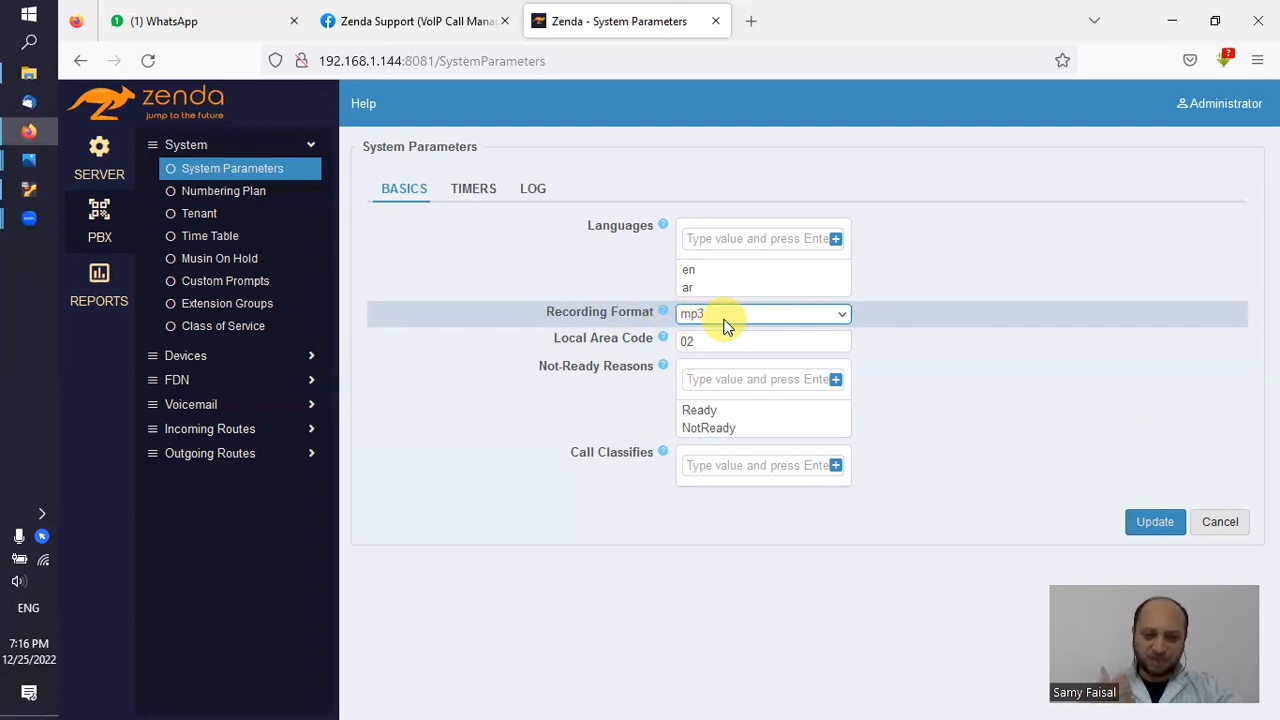 (1) WhatsApp
Zenda Support (VoIP Call Mana
Zenda - System Parameters
192.168.1.144:8081/SystemParameters
zenda
jump to the future
Help
Administrator
SERVER
PBX
REPORTS
System
System Parameters
Numbering Plan
Tenant
Time Table
Musin On Hold
Custom Prompts
Extension Groups
Class of Service
Devices
FDN
Voicemail
Incoming Routes
Outgoing Routes
System Parameters
BASICS TIMERS LOG
Languages
Type value and press Ente
en
ar
Recording Format
mp3
Local Area Code
02
Not-Ready Reasons
Type value and press Ente
Ready
NotReady
Call Classifies
Type value and press Ente
Update
Cancel
ENG
7:16 PM
12/25/2022
Samy Faisal